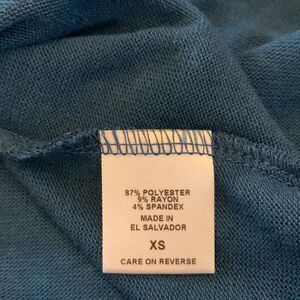 87% POLYESTER
9% RAYON
4% SPANDEX
MADE IN
EL SALVADOR
XS
CARE ON REVERSE